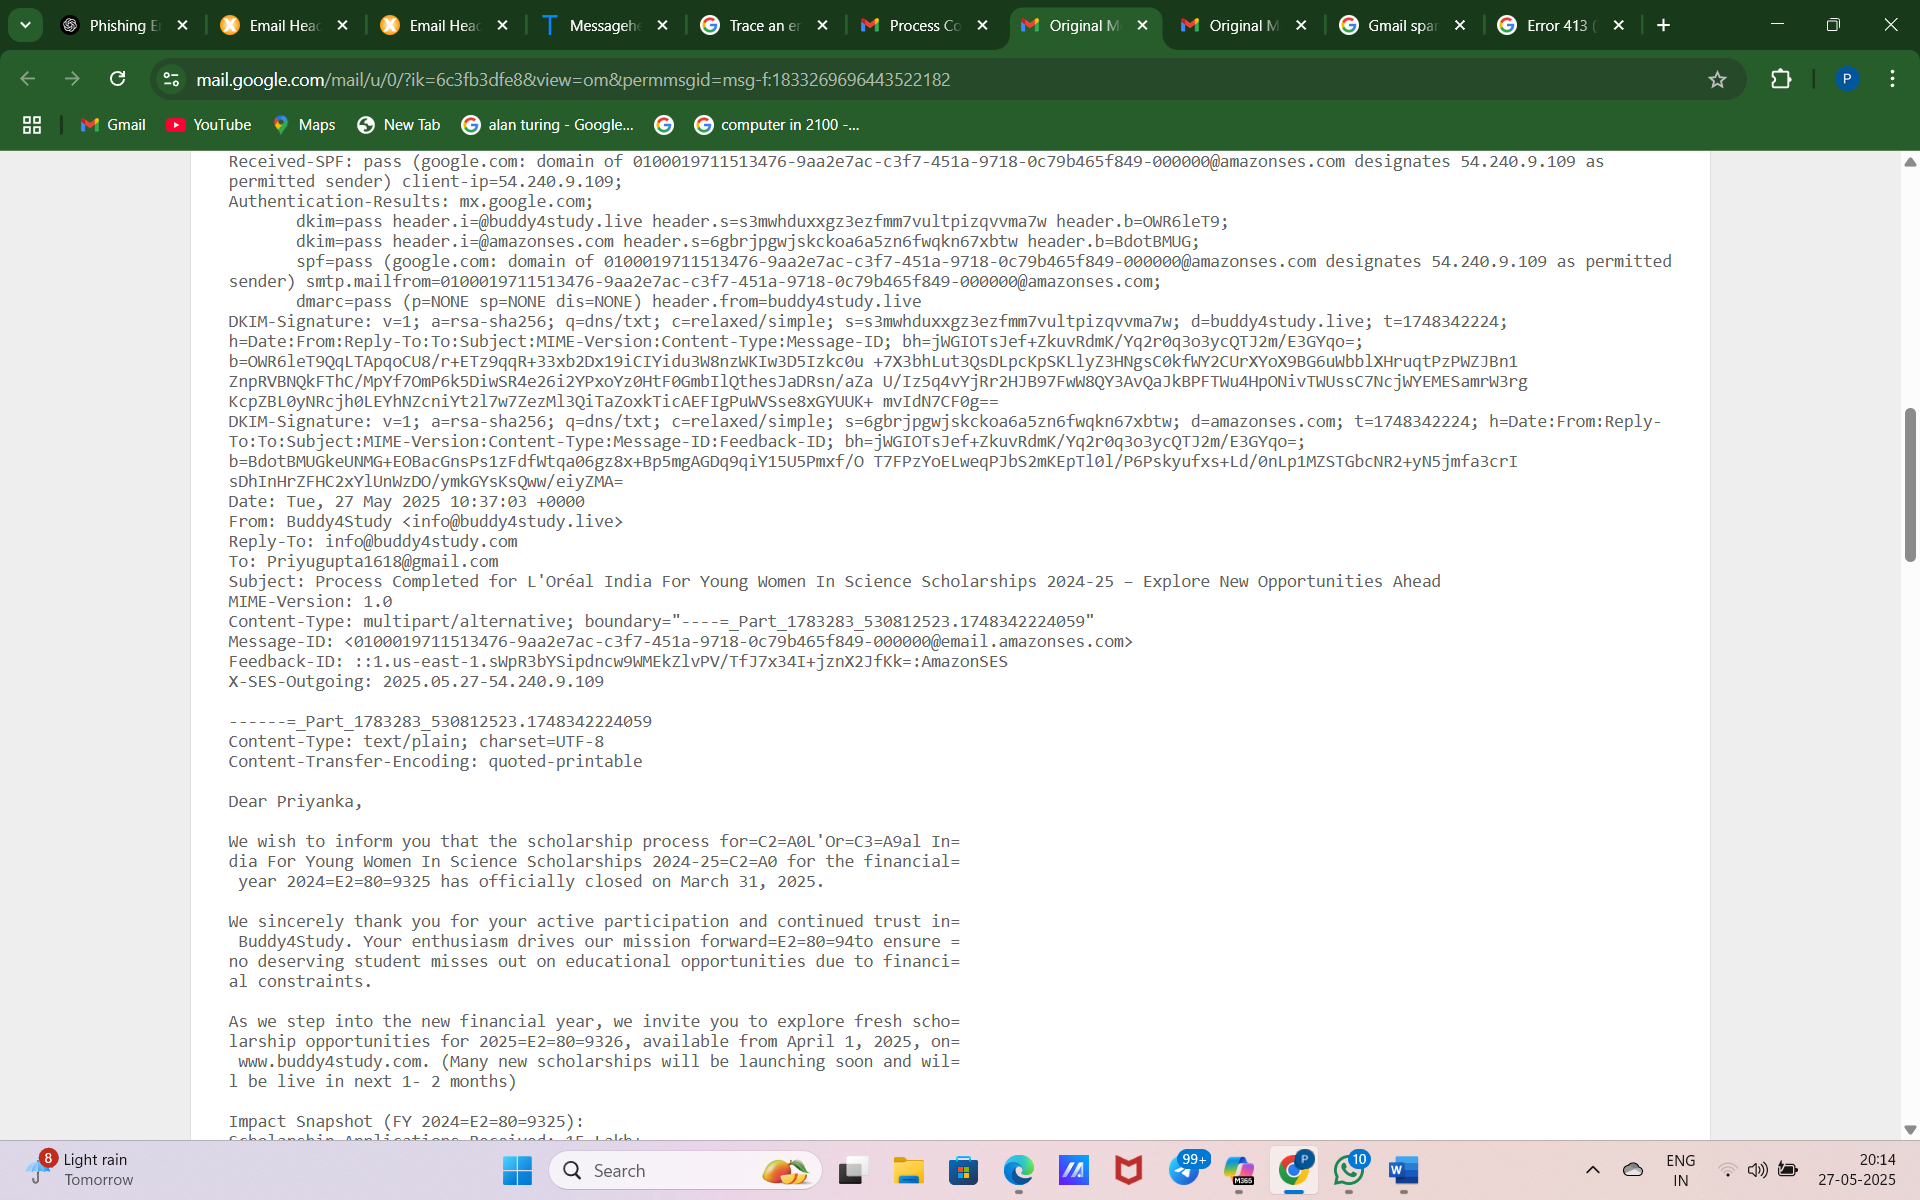 Phishing E
Email Hea
Email Hea
Messagehe
Trace an er
Process Co
Original M
Original M
Gmail spa
Error 413 (
mail.google.com/mail/u/0/?ik=6c3fb3dfe8&view=om&permmsgid=msg-f:1833269696443522182
P
Gmail
YouTube
Maps
New Tab
alan turing - Google...
computer in 2100 -...
Received-SPF: pass (google.com: domain of 0100019711513476-9aa2e7ac-c3f7-451a-9718-0c79b465f849-000000@amazonses.com designates 54.240.9.109 as
permitted sender) client-ip=54.240.9.109;
Authentication-Results: mx.google.com;
dkim=pass header.i=@buddy4study.live header.s=s3mwhduxxgz3ezfmm7vultpizqvvma7w header.b=OWR6leT9;
dkim=pass header.i=@amazonses.com header.s=6gbrjpgwjskckoa6a5zn6fwqkn67xbtw header.b=BdotBMUG;
spf=pass (google.com: domain of 0100019711513476-9aa2e7ac-c3f7-451a-9718-0c79b465f849-000000@amazonses.com designates 54.240.9.109 as permitted
sender) smtp.mailfrom=0100019711513476-9aa2e7ac-c3f7-451a-9718-0c79b465f849-000000@amazonses.com;
dmarc=pass (p=NONE sp=NONE dis=NONE) header.from=buddy4study.live
DKIM-Signature: v=1; a=rsa-sha256; q=dns/txt; c=relaxed/simple; s=s3mwhduxxgz3ezfmm7vultpizqvvma7w; d=buddy4study.live; t=1748342224;
h=Date:From:Reply-To:To:Subject:MIME-Version:Content-Type:Message-ID; bh=jWGIOTsJef+ZkuvRdmK/Yq2r0q3o3ycQTJ2m/E3GYqo=;
b=OWR6leT9QqLTApqoCU8/r+ETz9qqR+33xb2Dx19iCIYidu3W8nzWKIw3D5Izkc0u +7X3bhLut3QsDLpcKpSKLlyZ3HNgsC0kfWY2CUrXYoX9BG6uWbblXHruqtPzPWZJBn1
ZnpRVBNQkFThC/MpYf7OmP6k5DiwSR4e26i2YPxoYz0HtF0GmbIlQthesJaDRsn/aZa U/Iz5q4vYjRr2HJB97FwW8QY3AvQaJkBPFTWu4HpONivTWUssC7NcjWYEMESamrW3rg
KcpZBL0yNRcjh0LEYhNZcniYt2l7w7ZezMl3QiTaZoxkTicAEFIgPuWVSse8xGYUUK+ mvIdN7CF0g==
DKIM-Signature: v=1; a=rsa-sha256; q=dns/txt; c=relaxed/simple; s=6gbrjpgwjskckoa6a5zn6fwqkn67xbtw; d=amazonses.com; t=1748342224; h=Date:From:Reply-
To:To:Subject:MIME-Version:Content-Type:Message-ID:Feedback-ID; bh=jWGIOTsJef+ZkuvRdmK/Yq2r0q3o3ycQTJ2m/E3GYqo=;
b=BdotBMUGkeUNMG+EOBacGnsPs1zFdfWtqa06gz8x+Bp5mgAGDq9qiY15U5Pmxf/O T7FPzYoELweqPJbS2mKEpTl0l/P6Pskyufxs+Ld/0nLp1MZSTGbcNR2+yN5jmfa3crI
sDhInHrZFHC2xYlUnWzDO/ymkGYsKsQww/eiyZMA=
Date: Tue, 27 May 2025 10:37:03 +0000
From: Buddy4Study <info@buddy4study.live>
Reply-To: info@buddy4study.com
To: Priyugupta1618@gmail.com
Subject: Process Completed for L'Oréal India For Young Women In Science Scholarships 2024-25 – Explore New Opportunities Ahead
MIME-Version: 1.0
Content-Type: multipart/alternative; boundary="----=_Part_1783283_530812523.1748342224059"
Message-ID: <0100019711513476-9aa2e7ac-c3f7-451a-9718-0c79b465f849-000000@email.amazonses.com>
Feedback-ID: ::1.us-east-1.sWpR3bYSipdncw9WMEkZlvPV/TfJ7x34I+jznX2JfKk=:AmazonSES
X-SES-Outgoing: 2025.05.27-54.240.9.109
------=_Part_1783283_530812523.1748342224059
Content-Type: text/plain; charset=UTF-8
Content-Transfer-Encoding: quoted-printable
Dear Priyanka,
We wish to inform you that the scholarship process for=C2=A0L'Or=C3=A9al In=
dia For Young Women In Science Scholarships 2024-25=C2=A0 for the financial=
year 2024=E2=80=9325 has officially closed on March 31, 2025.
We sincerely thank you for your active participation and continued trust in=
Buddy4Study. Your enthusiasm drives our mission forward=E2=80=94to ensure =
no deserving student misses out on educational opportunities due to financi=
al constraints.
As we step into the new financial year, we invite you to explore fresh scho=
larship opportunities for 2025=E2=80=9326, available from April 1, 2025, on=
www.buddy4study.com. (Many new scholarships will be launching soon and wil=
l be live in next 1- 2 months)
Impact Snapshot (FY 2024=E2=80=9325):
Scholarship Applications Received: 15 Lakh+
8
Light rain
Tomorrow
Search
99+
M365
P
10
ENG
IN
20:14
27-05-2025